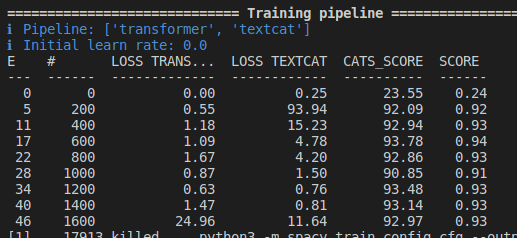 ============================ Training pipeline ================
ℹ Pipeline: ['transformer', 'textcat']
ℹ Initial learn rate: 0.0
E    #       LOSS TRANS...  LOSS TEXTCAT  CATS_SCORE  SCORE
---  ------  -------------  ------------  ----------  ------
  0       0           0.00          0.25       23.55    0.24
  5     200           0.55         93.94       92.09    0.92
 11     400           1.18         15.23       92.94    0.93
 17     600           1.09          4.78       93.78    0.94
 22     800           1.67          4.20       92.86    0.93
 28    1000           0.87          1.50       90.85    0.91
 34    1200           0.63          0.76       93.48    0.93
 40    1400           1.47          0.81       93.14    0.93
 46    1600          24.96         11.64       92.97    0.93
[1]    17913 killed     python3 -m spacy train config.cfg --outp